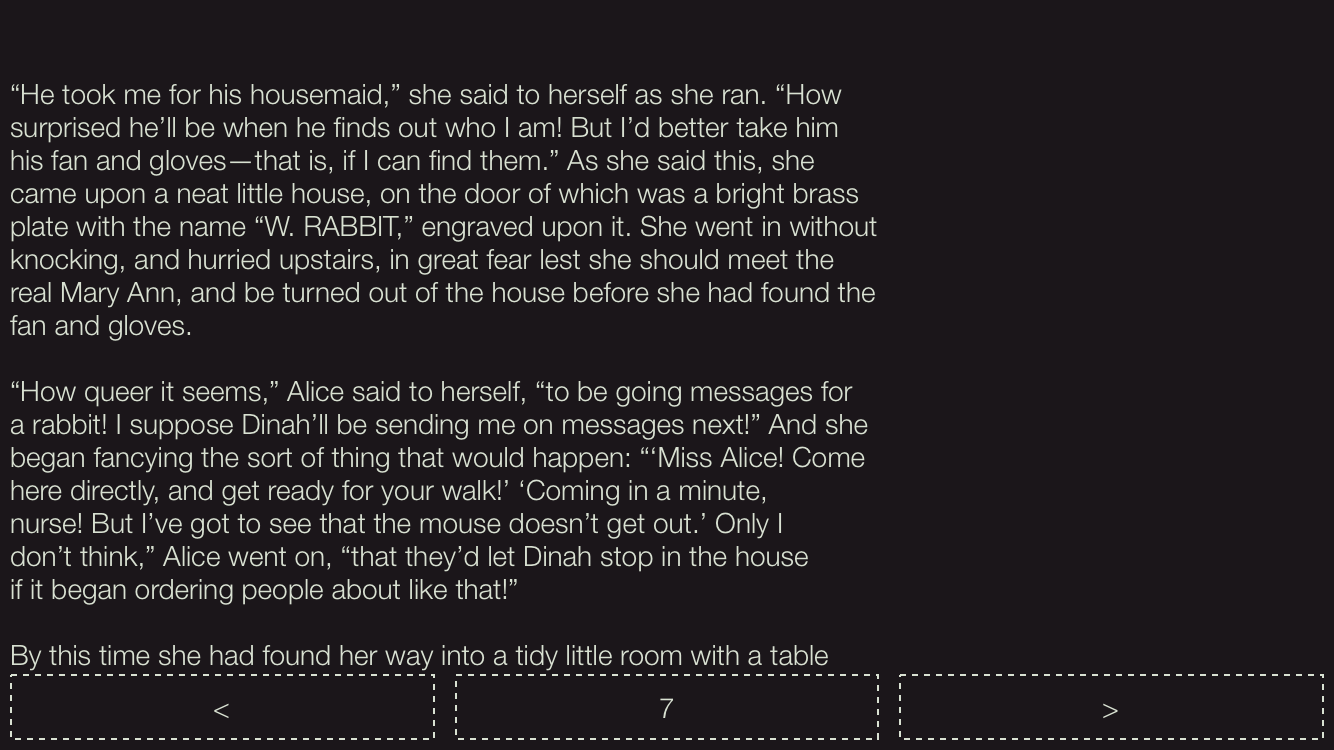 “He took me for his housemaid,” she said to herself as she ran. “How
surprised he’ll be when he finds out who I am! But I’d better take him
his fan and gloves—that is, if I can find them.” As she said this, she
came upon a neat little house, on the door of which was a bright brass
plate with the name “W. RABBIT,” engraved upon it. She went in without
knocking, and hurried upstairs, in great fear lest she should meet the
real Mary Ann, and be turned out of the house before she had found the
fan and gloves.
“How queer it seems,” Alice said to herself, “to be going messages for
a rabbit! I suppose Dinah’ll be sending me on messages next!” And she
began fancying the sort of thing that would happen: “‘Miss Alice! Come
here directly, and get ready for your walk!’ ‘Coming in a minute,
nurse! But I’ve got to see that the mouse doesn’t get out.’ Only I
don’t think,” Alice went on, “that they’d let Dinah stop in the house
if it began ordering people about like that!”
By this time she had found her way into a tidy little room with a table
< 7 >